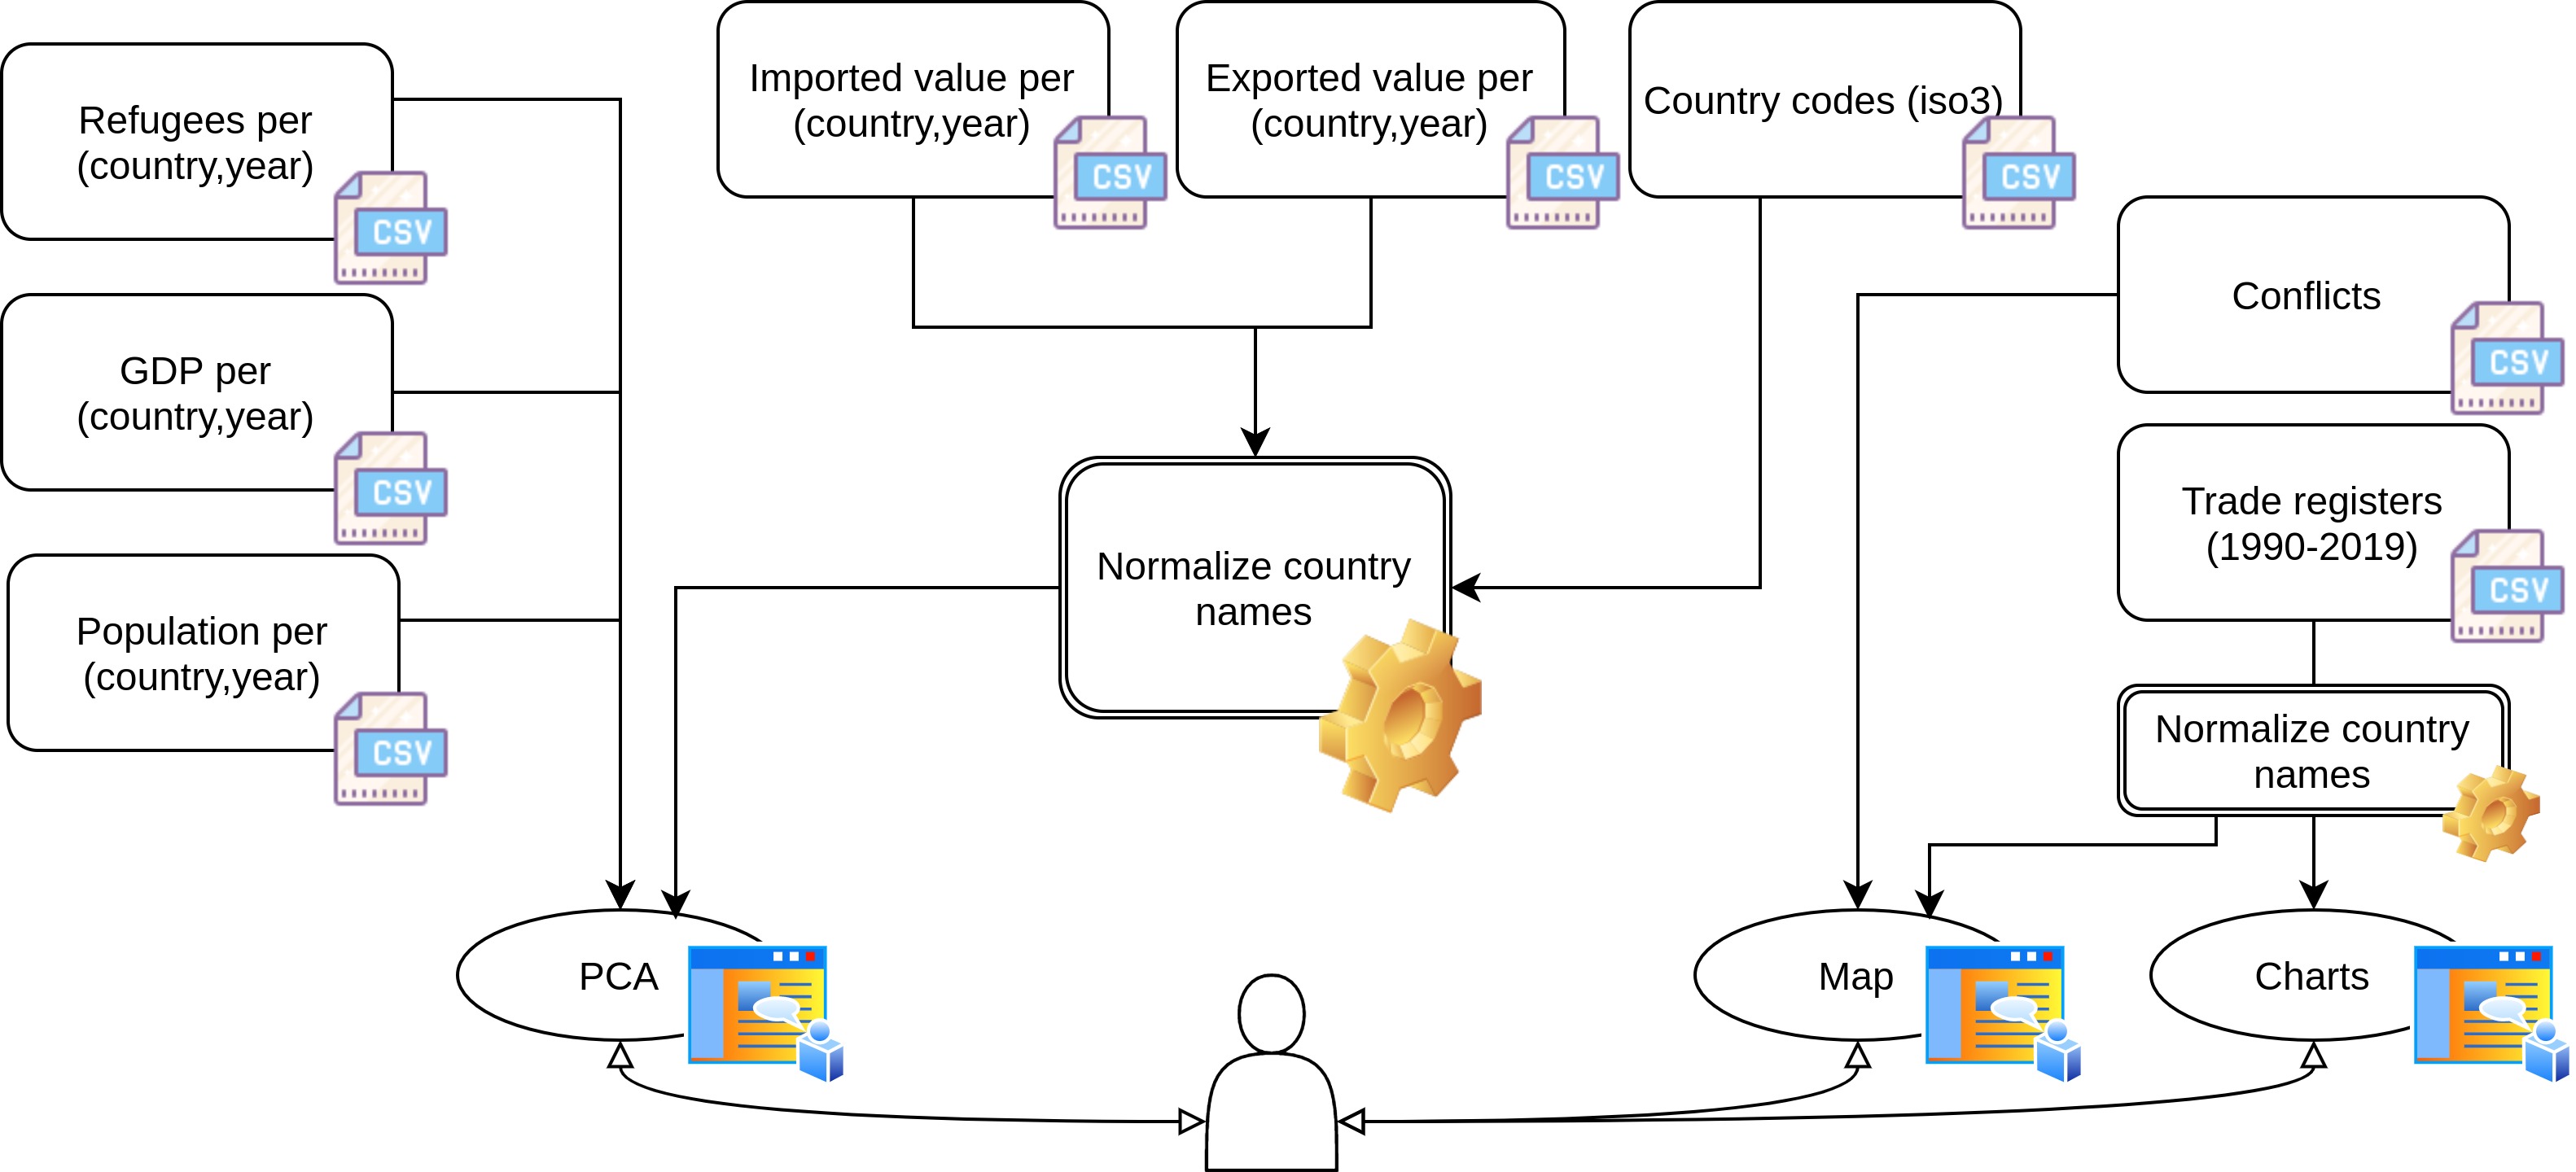 Refugees per
(country,year)
CSV
GDP per
(country,year)
CSV
Population per
(country,year)
CSV
Imported value per
(country,year)
CSV
Exported value per
(country,year)
CSV
Country codes (iso3)
CSV
Conflicts
CSV
Trade registers
(1990-2019)
CSV
Normalize country
names
Normalize country
names
PCA
Map
Charts